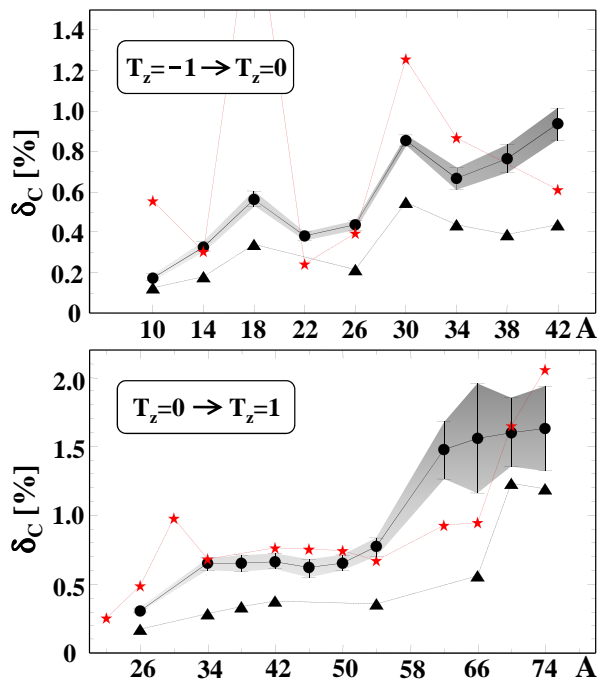 1.4
T_z=−1→T_z=0
1.2
1.0
0.8
0.6
0.4
0.2
0
δ_C [%]
10 14 18 22 26 30 34 38 42 A
2.0
T_z=0→T_z=1
1.5
1.0
0.5
0
δ_C [%]
26 34 42 50 58 66 74 A